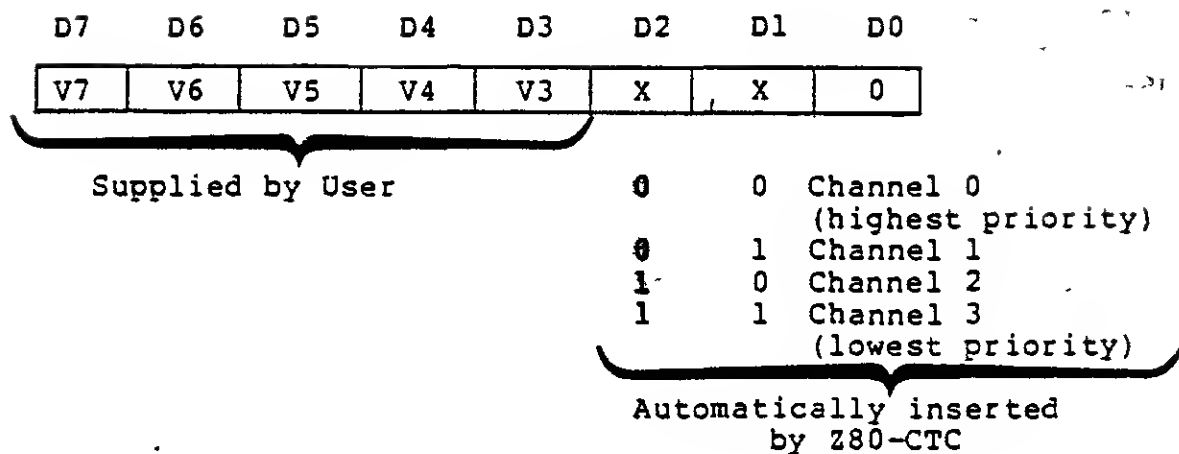 D7 D6 D5 D4 D3 D2 D1 D0
V7 V6 V5 V4 V3 X X 0
Supplied by User
0 0 Channel 0
(highest priority)
0 1 Channel 1
1 0 Channel 2
1 1 Channel 3
(lowest priority)
Automatically inserted
by Z80-CTC